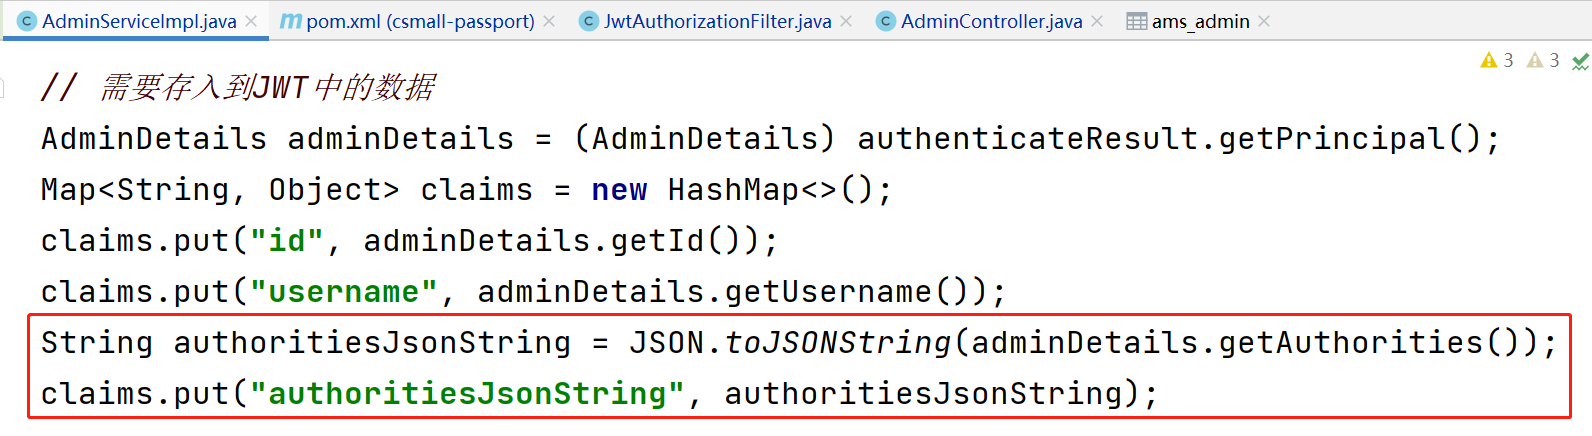 AdminServiceImpl.java pom.xml (csmall-passport) JwtAuthorizationFilter.java AdminController.java ams_admin
3 3
// 需要存入到JWT中的数据
AdminDetails adminDetails = (AdminDetails) authenticateResult.getPrincipal();
Map<String, Object> claims = new HashMap<>();
claims.put("id", adminDetails.getId());
claims.put("username", adminDetails.getUsername());
String authoritiesJsonString = JSON.toJSONString(adminDetails.getAuthorities());
claims.put("authoritiesJsonString", authoritiesJsonString);